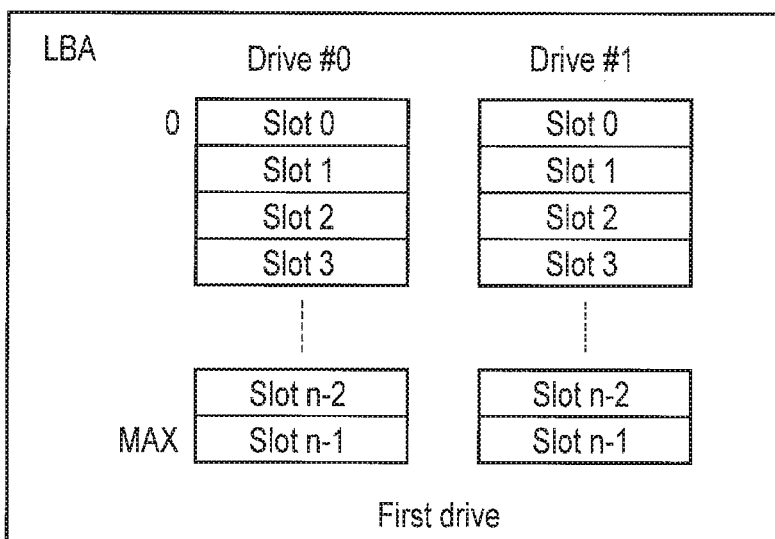 LBA Drive #0 Drive #1
0 Slot 0 Slot 0
Slot 1 Slot 1
Slot 2 Slot 2
Slot 3 Slot 3
Slot n-2 Slot n-2
MAX Slot n-1 Slot n-1
First drive